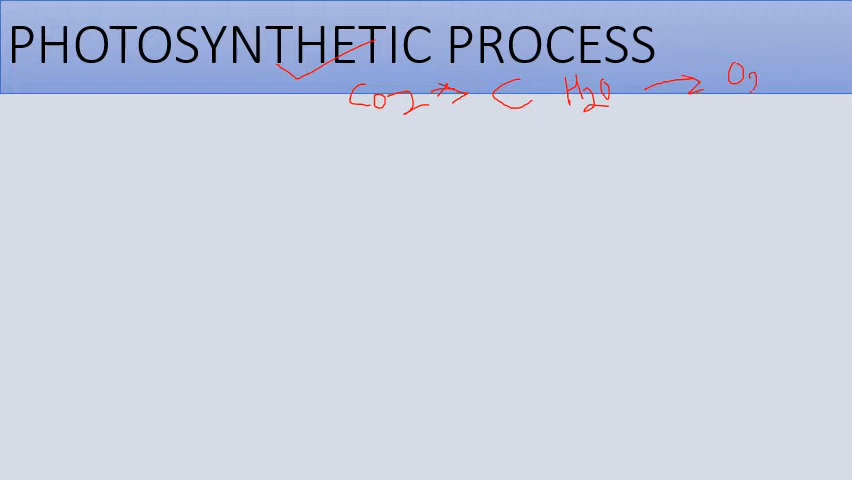 PHOTOSYNTHETIC PROCESS
CO2 → C H2O → O2